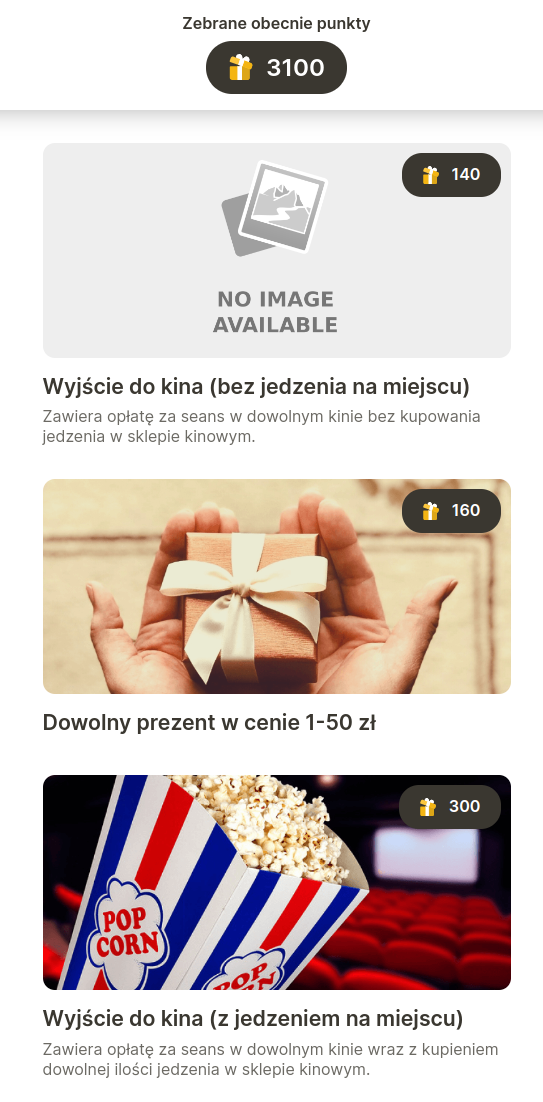 Zebrane obecnie punkty
3100
140
NO IMAGE
AVAILABLE
Wyjście do kina (bez jedzenia na miejscu)
Zawiera opłatę za seans w dowolnym kinie bez kupowania
jedzenia w sklepie kinowym.
160
Dowolny prezent w cenie 1-50 zł
300
POP
CORN
POP
CORN
Wyjście do kina (z jedzeniem na miejscu)
Zawiera opłatę za seans w dowolnym kinie wraz z kupieniem
dowolnej ilości jedzenia w sklepie kinowym.